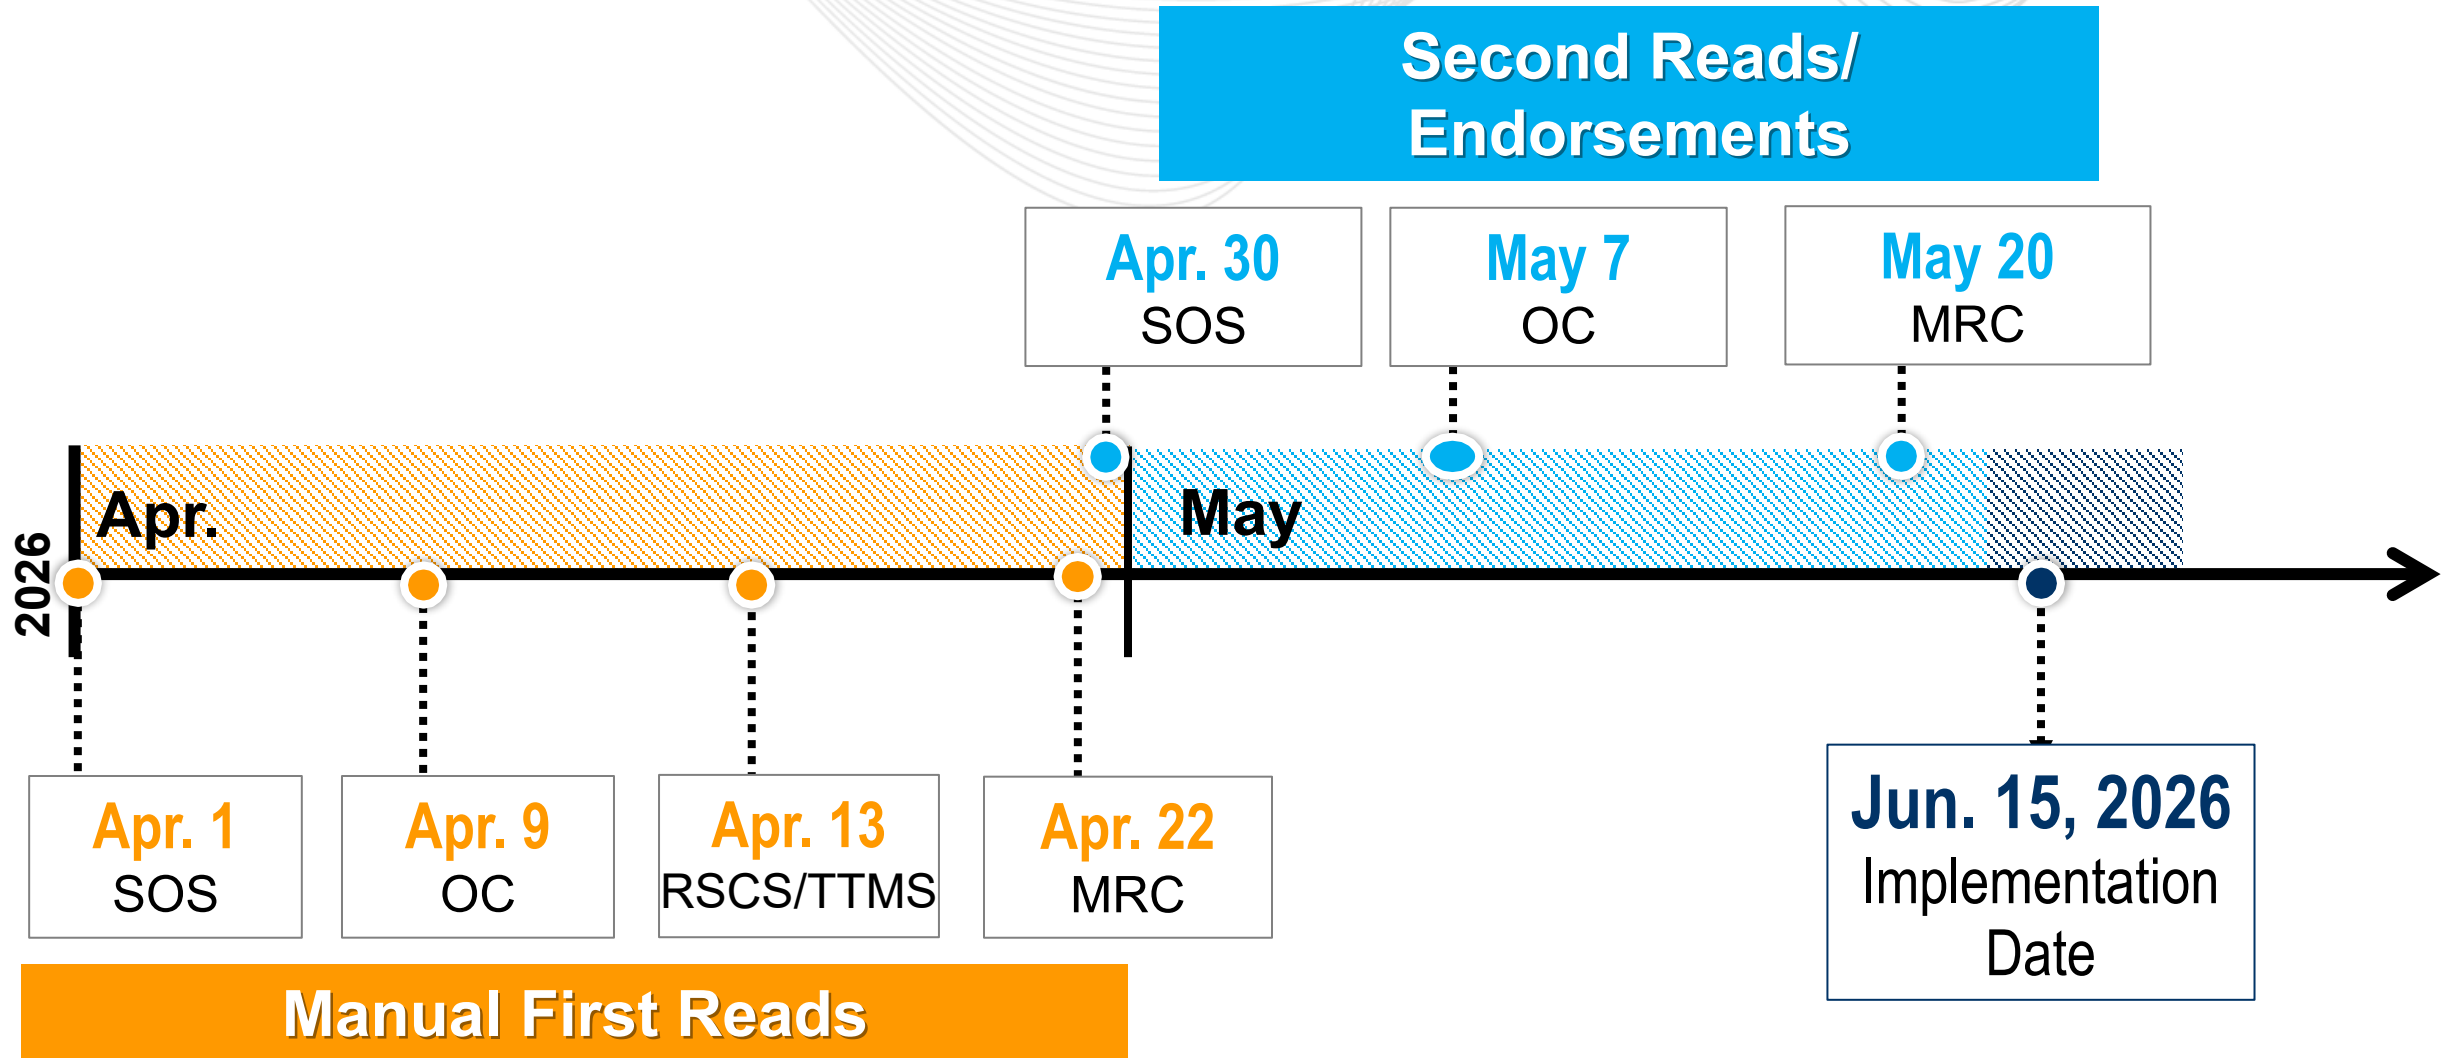 Second Reads/
Endorsements
Apr. 30
SOS
May 7
OC
May 20
MRC
2026
Apr.
May
Apr. 1
SOS
Apr. 9
OC
Apr. 13
RSCS/TTMS
Apr. 22
MRC
Jun. 15, 2026
Implementation
Date
Manual First Reads